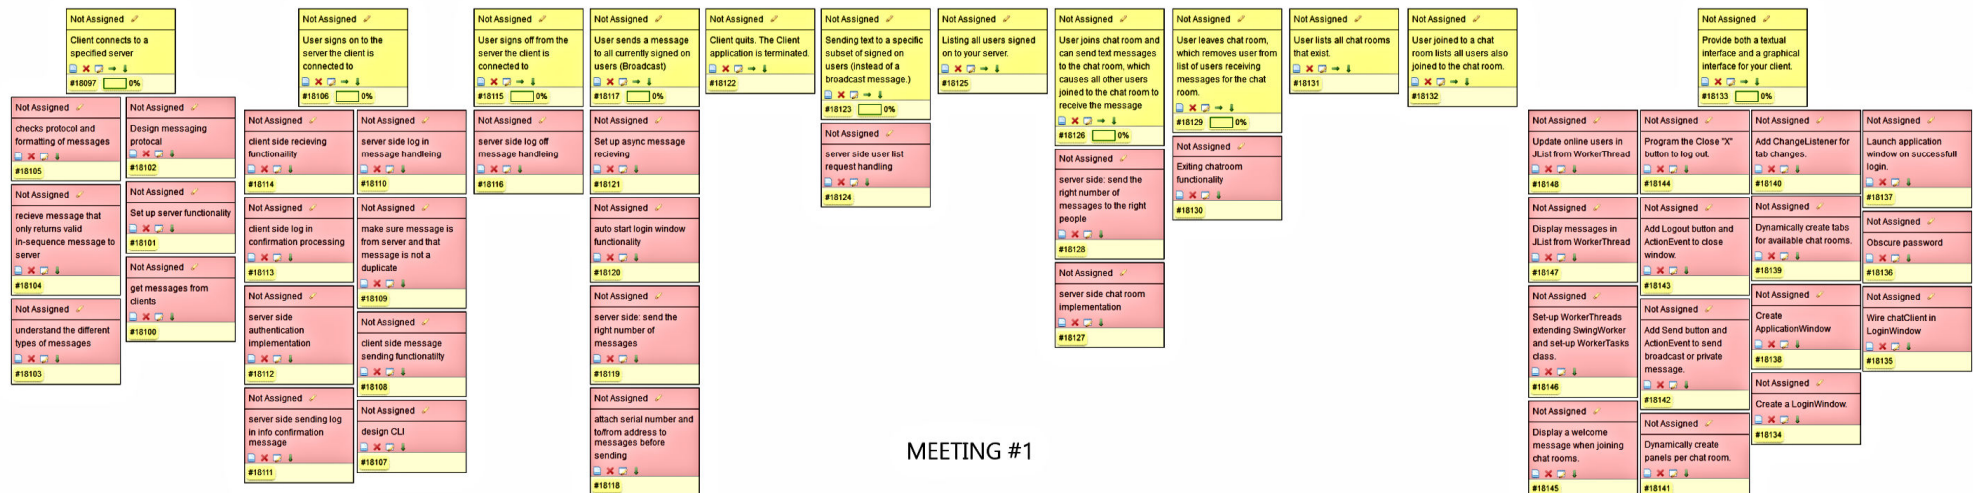 Not Assigned
Client connects to a
specified server
#18097 0%
Not Assigned
checks protocol and
formatting of messages
#18105
Not Assigned
recieve message that
only returns valid
in-sequence message to
server
#18104
Not Assigned
understand the different
types of messages
#18103
Not Assigned
Design messaging
protocal
#18102
Not Assigned
Set up server functionality
#18101
Not Assigned
get messages from
clients
#18100
Not Assigned
User signs on to the
server the client is
connected to
#18106 0%
Not Assigned
client side recieving
functionality
#18114
Not Assigned
client side log in
confirmation processing
#18113
Not Assigned
server side
authentication
implementation
#18112
Not Assigned
server side sending log
in info confirmation
message
#18111
Not Assigned
server side log in
message handleing
#18110
Not Assigned
make sure message is
from server and that
message is not a
duplicate
#18109
Not Assigned
client side message
sending functionatilty
#18108
Not Assigned
design CLI
#18107
Not Assigned
User signs off from the
server the client is
connected to
#18115 0%
Not Assigned
server side log off
message handleing
#18116
Not Assigned
User sends a message
to all currently signed on
users (Broadcast)
#18117 0%
Not Assigned
Set up async message
recieving
#18121
Not Assigned
auto start login window
functionality
#18120
Not Assigned
server side: send the
right number of
messages
#18119
Not Assigned
attach serial number and
to/from address to
messages before
sending
#18118
Not Assigned
Client quits. The Client
application is terminated.
#18122
Not Assigned
Sending text to a specific
subset of signed on
users (instead of a
broadcast message.)
#18123 0%
Not Assigned
server side user list
request handling
#18124
Not Assigned
Listing all users signed
on to your server.
#18125
Not Assigned
User joins chat room and
can send text messages
to the chat room, which
causes all other users
joined to the chat room to
receive the message
#18126 0%
Not Assigned
server side: send the
right number of
messages to the right
people
#18128
Not Assigned
server side chat room
implementation
#18127
Not Assigned
User leaves chat room,
which removes user from
list of users receiving
messages for the chat
room.
#18129 0%
Not Assigned
Exiting chatroom
functionality
#18130
Not Assigned
User lists all chat rooms
that exist.
#18131
Not Assigned
User joined to a chat
room lists all users also
joined to the chat room.
#18132
Not Assigned
Provide both a textual
interface and a graphical
interface for your client.
#18133 0%
Not Assigned
Update online users in
JList from WorkerThread
#18148
Not Assigned
Display messages in
JList from WorkerThread
#18147
Not Assigned
Set-up WorkerThreads
extending SwingWorker
and set-up WorkerTasks
class.
#18146
Not Assigned
Display a welcome
message when joining
chat rooms.
#18145
Not Assigned
Program the Close "X"
button to log out.
#18144
Not Assigned
Add Logout button and
ActionEvent to close
window.
#18143
Not Assigned
Add Send button and
ActionEvent to send
broadcast or private
message.
#18142
Not Assigned
Dynamically create
panels per chat room.
#18141
Not Assigned
Add ChangeListener for
tab changes.
#18140
Not Assigned
Dynamically create tabs
for available chat rooms.
#18139
Not Assigned
Create
ApplicationWindow
#18138
Not Assigned
Create a LoginWindow.
#18134
Not Assigned
Launch application
window on successfull
login.
#18137
Not Assigned
Obscure password
#18136
Not Assigned
Wire chatClient in
LoginWindow
#18135
MEETING #1